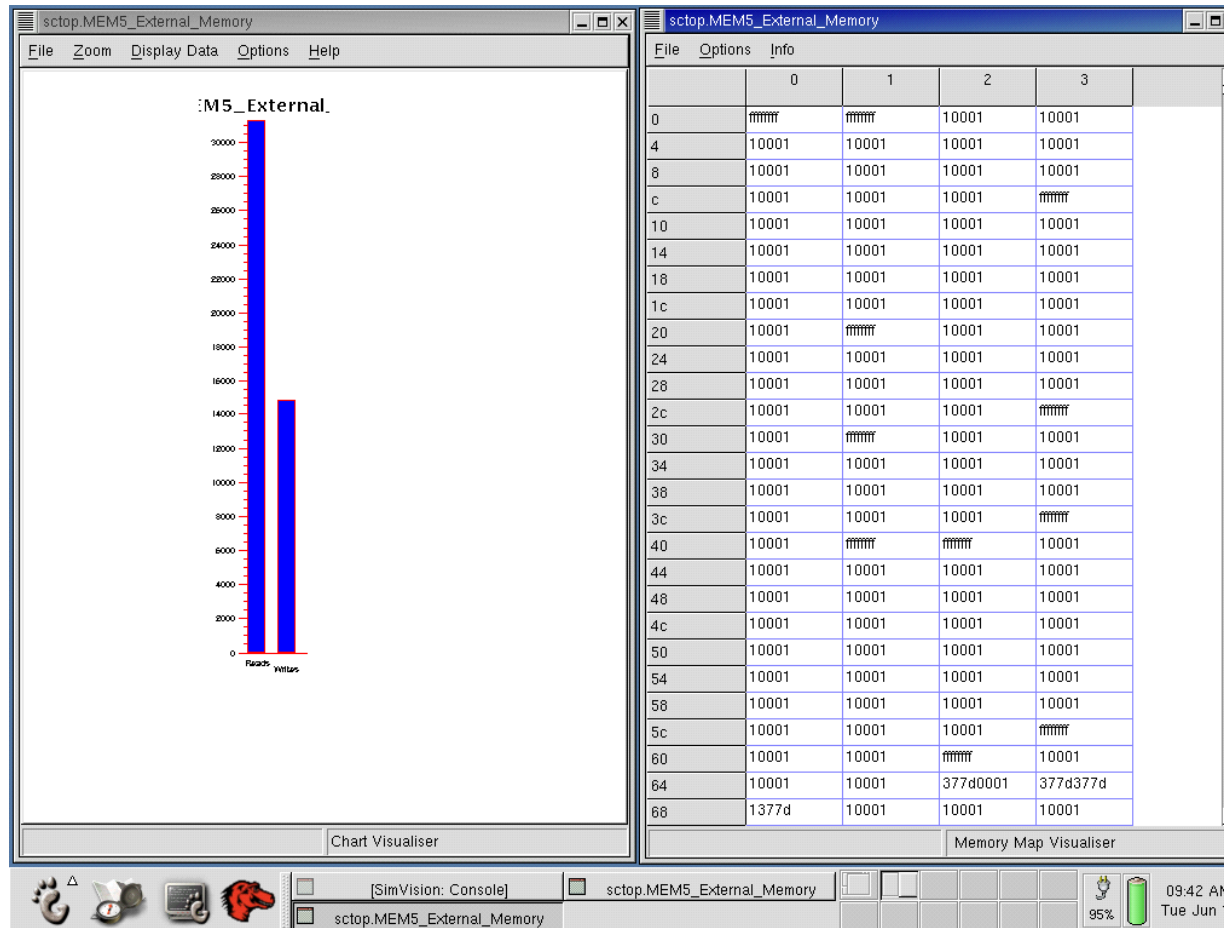 sctop.MEM5_External_Memory
File Zoom Display Data Options Help
EM5_External_
30000
28000
26000
24000
22000
20000
18000
16000
14000
12000
10000
8000
6000
4000
2000
0
Reads Writes
Chart Visualiser
sctop.MEM5_External_Memory
File Options Info
0 1 2 3
0 ffffffff ffffffff 10001 10001
4 10001 10001 10001 10001
8 10001 10001 10001 10001
c 10001 10001 10001 ffffffff
10 10001 10001 10001 10001
14 10001 10001 10001 10001
18 10001 10001 10001 10001
1c 10001 10001 10001 10001
20 10001 ffffffff 10001 10001
24 10001 10001 10001 10001
28 10001 10001 10001 10001
2c 10001 10001 10001 ffffffff
30 10001 ffffffff 10001 10001
34 10001 10001 10001 10001
38 10001 10001 10001 10001
3c 10001 10001 10001 ffffffff
40 10001 ffffffff ffffffff 10001
44 10001 10001 10001 10001
48 10001 10001 10001 10001
4c 10001 10001 10001 10001
50 10001 10001 10001 10001
54 10001 10001 10001 10001
58 10001 10001 10001 10001
5c 10001 10001 10001 ffffffff
60 10001 10001 ffffffff 10001
64 10001 10001 377d0001 377d377d
68 1377d 10001 10001 10001
Memory Map Visualiser
[SimVision: Console] sctop.MEM5_External_Memory
sctop.MEM5_External_Memory
95%
09:42 AM
Tue Jun